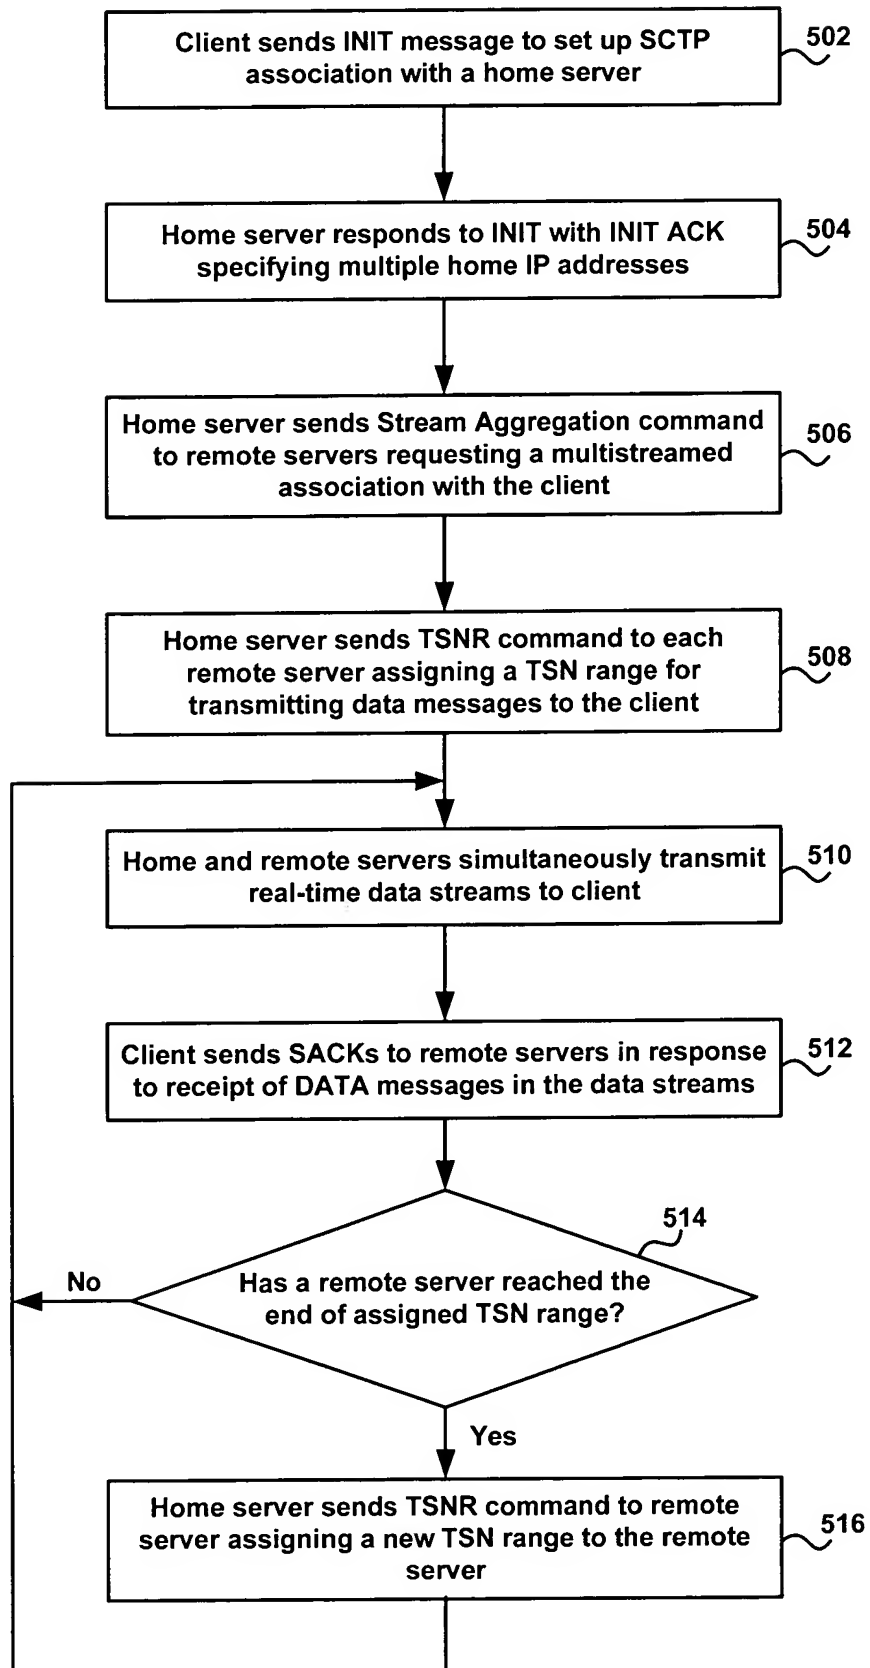 Client sends INIT message to set up SCTP
association with a home server
502
Home server responds to INIT with INIT ACK
specifying multiple home IP addresses
504
Home server sends Stream Aggregation command
to remote servers requesting a multistreamed
association with the client
506
Home server sends TSNR command to each
remote server assigning a TSN range for
transmitting data messages to the client
508
Home and remote servers simultaneously transmit
real-time data streams to client
510
Client sends SACKs to remote servers in response
to receipt of DATA messages in the data streams
512
514
Has a remote server reached the
end of assigned TSN range?
No
Yes
Home server sends TSNR command to remote
server assigning a new TSN range to the remote
server
516